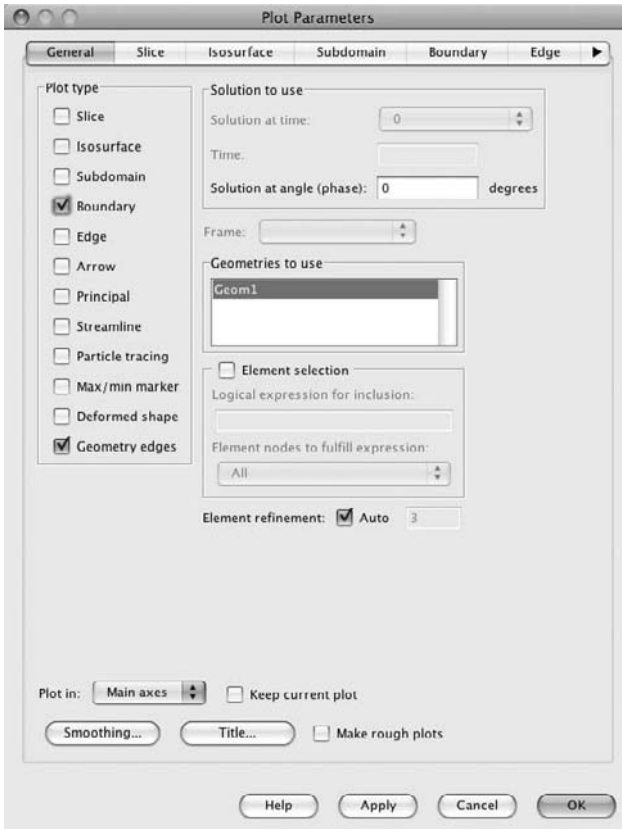 Plot Parameters
General Slice Isosurface Subdomain Boundary Edge
Plot type
Slice
Isosurface
Subdomain
Boundary
Edge
Arrow
Principal
Streamline
Particle tracing
Max/min marker
Deformed shape
Geometry edges
Solution to use
Solution at time: 0
Time:
Solution at angle (phase): 0 degrees
Frame:
Geometries to use
Geom1
Element selection
Logical expression for inclusion:
Element nodes to fulfill expression:
All
Element refinement: Auto 3
Plot in: Main axes Keep current plot
Smoothing... Title... Make rough plots
Help Apply Cancel OK